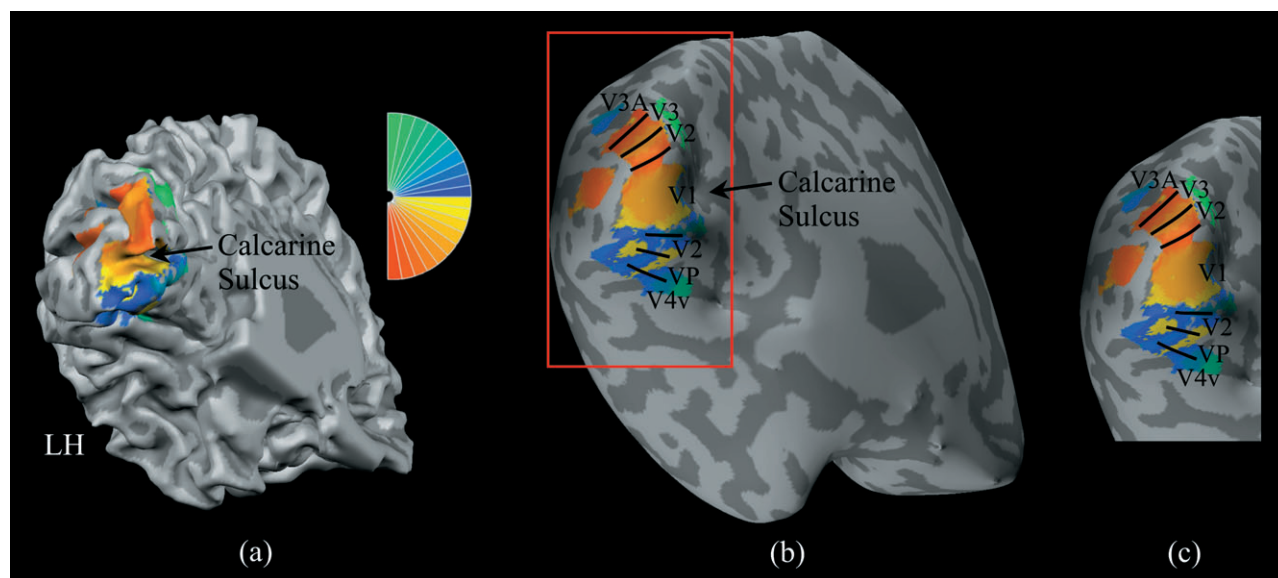 Calcarine
Sulcus
LH
(a)
V3A
V3
V2
V1
Calcarine
Sulcus
V2
VP
V4v
(b)
V3A
V3
V2
V1
V2
VP
V4v
(c)